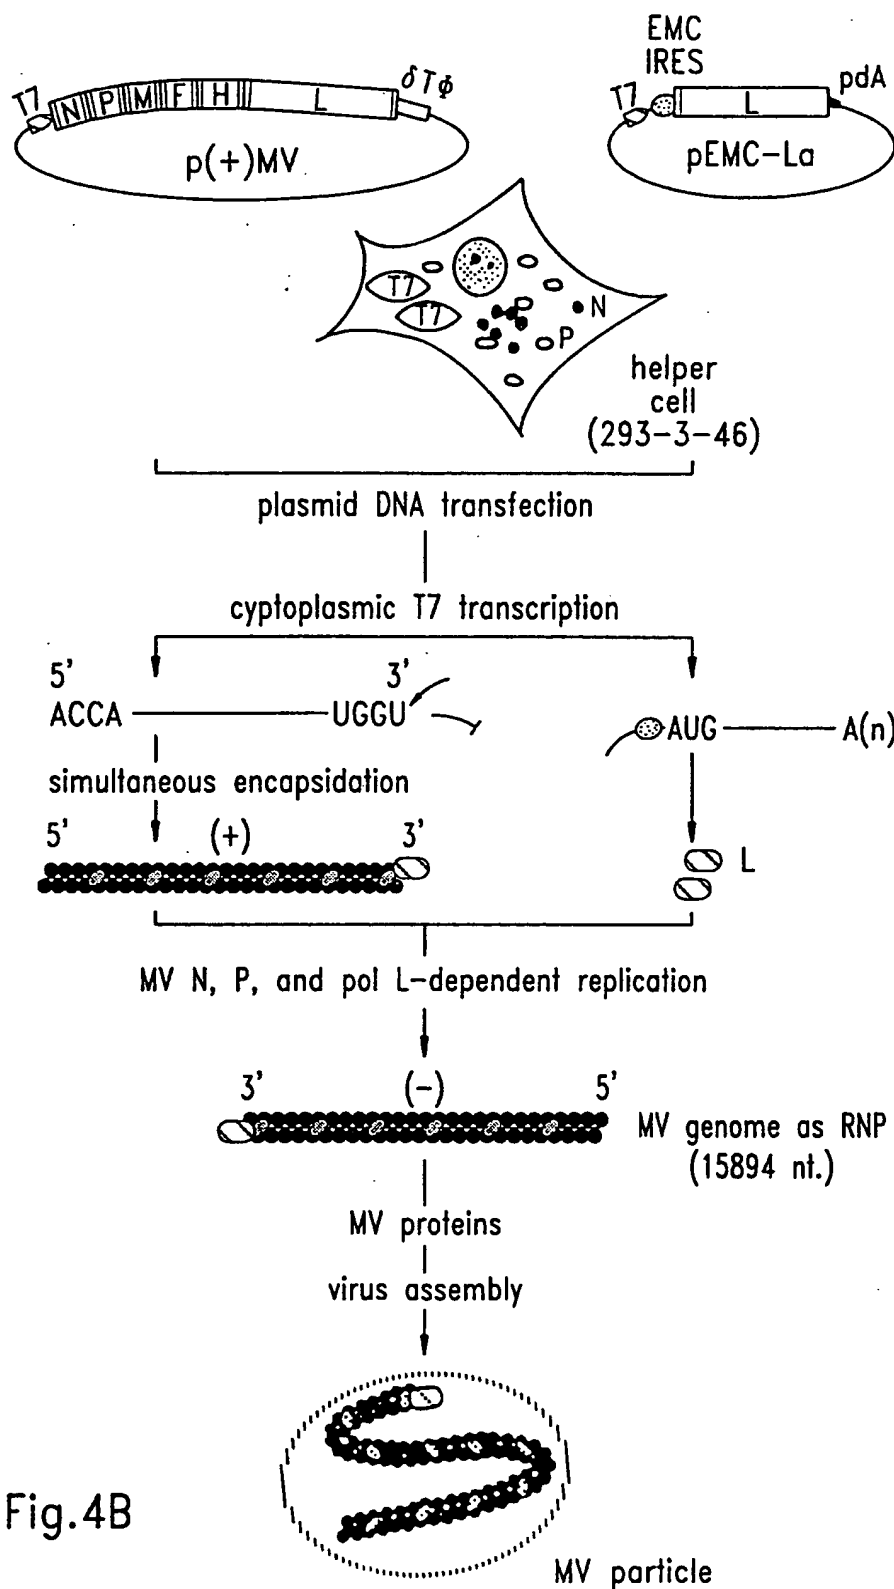 T7 N P M F H L δTΦ
p(+)MV
EMC
IRES
T7 L pdA
pEMC-La
T7
T7
P
N
P
helper
cell
(293-3-46)
plasmid DNA transfection
cyptoplasmic T7 transcription
5' 3'
ACCA UGGU
AUG A(n)
simultaneous encapsidation
5' (+) 3'
L
MV N, P, and pol L-dependent replication
3' (-) 5'
MV genome as RNP
(15894 nt.)
MV proteins
virus assembly
Fig.4B
MV particle